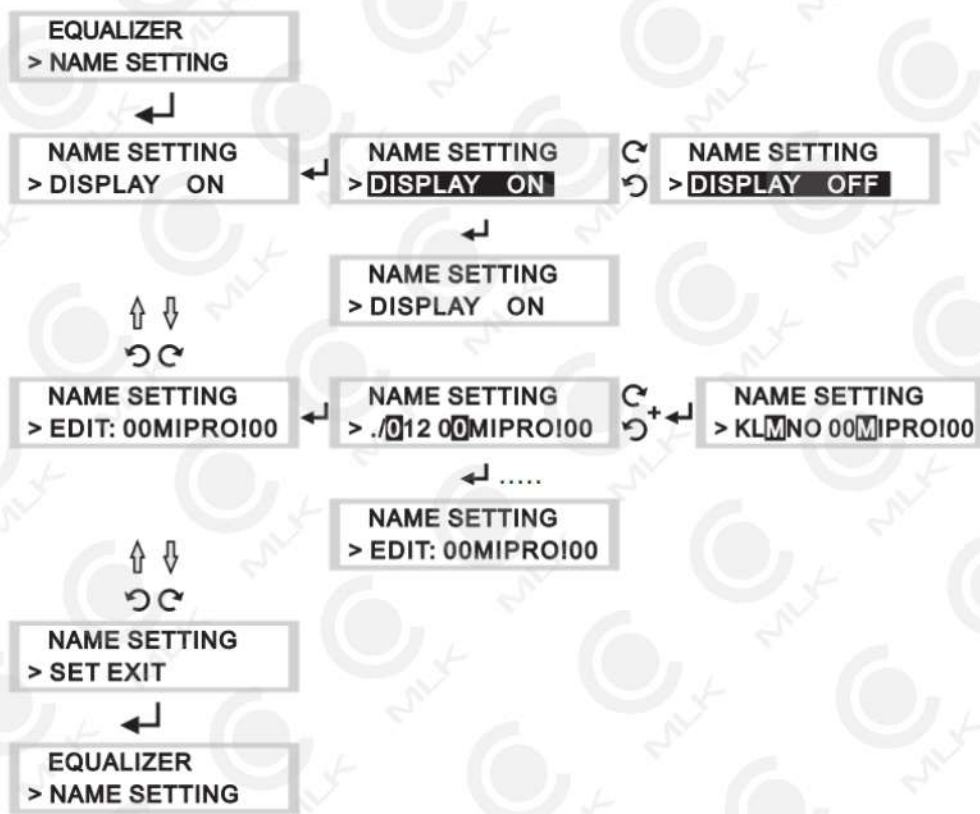 EQUALIZER
> NAME SETTING
NAME SETTING
> DISPLAY ON
NAME SETTING
> DISPLAY ON
NAME SETTING
> DISPLAY OFF
NAME SETTING
> DISPLAY ON
NAME SETTING
> EDIT: 00MIPRO!00
NAME SETTING
> ./012 00MIPRO!00
+
NAME SETTING
> KLMNO 00MIPRO!00
.....
NAME SETTING
> EDIT: 00MIPRO!00
NAME SETTING
> SET EXIT
EQUALIZER
> NAME SETTING
MLK